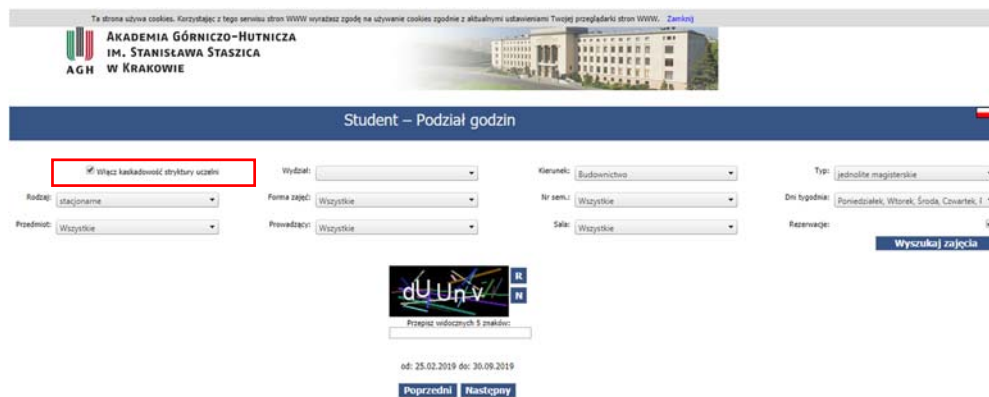 Ta strona używa cookies. Korzystając z tego serwisu stron WWW wyrażasz zgodę na używanie cookies zgodnie z aktualnymi ustawieniami Twojej przeglądarki stron WWW. Zamknij
AKADEMIA GÓRNICZO-HUTNICZA
IM. STANISŁAWA STASZICA
W KRAKOWIE
AGH
Student – Podział godzin
Włącz kaskadowość stryktury uczelni Wydział: Kierunek: Budownictwo Typ: jednolite magisterskie
Rodzaj: stacjonarne Forma zajęć: Wszystkie Nr sem.: Wszystkie Dni tygodnia: Poniedziałek, Wtorek, Środa, Czwartek,
Przedmiot: Wszystkie Prowadzący: Wszystkie Sala: Wszystkie Rezerwacje:
Wyszukaj zajęcia
dUUnv R
N
Przepisz widocznych 5 znaków:
od: 25.02.2019 do: 30.09.2019
Poprzedni Następny